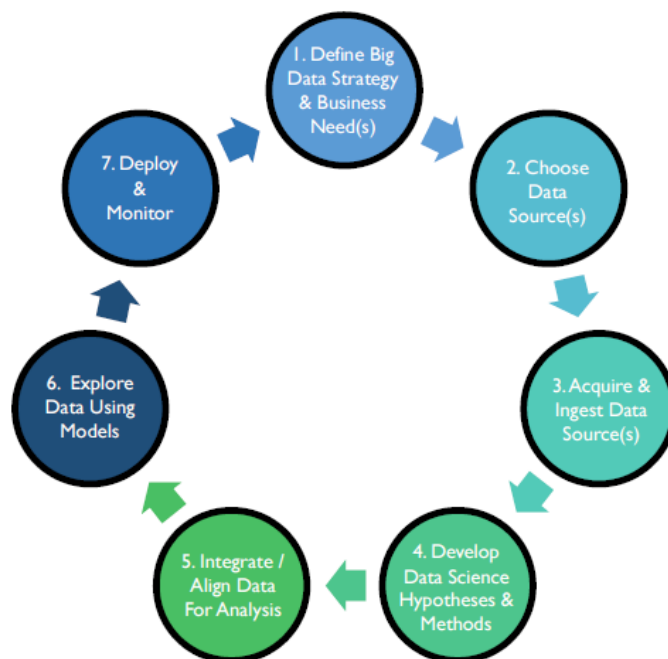 1. Define Big
Data Strategy
& Business
Need(s)
2. Choose
Data
Source(s)
3. Acquire &
Ingest Data
Source(s)
4. Develop
Data Science
Hypotheses &
Methods
5. Integrate /
Align Data
For Analysis
6. Explore
Data Using
Models
7. Deploy
&
Monitor